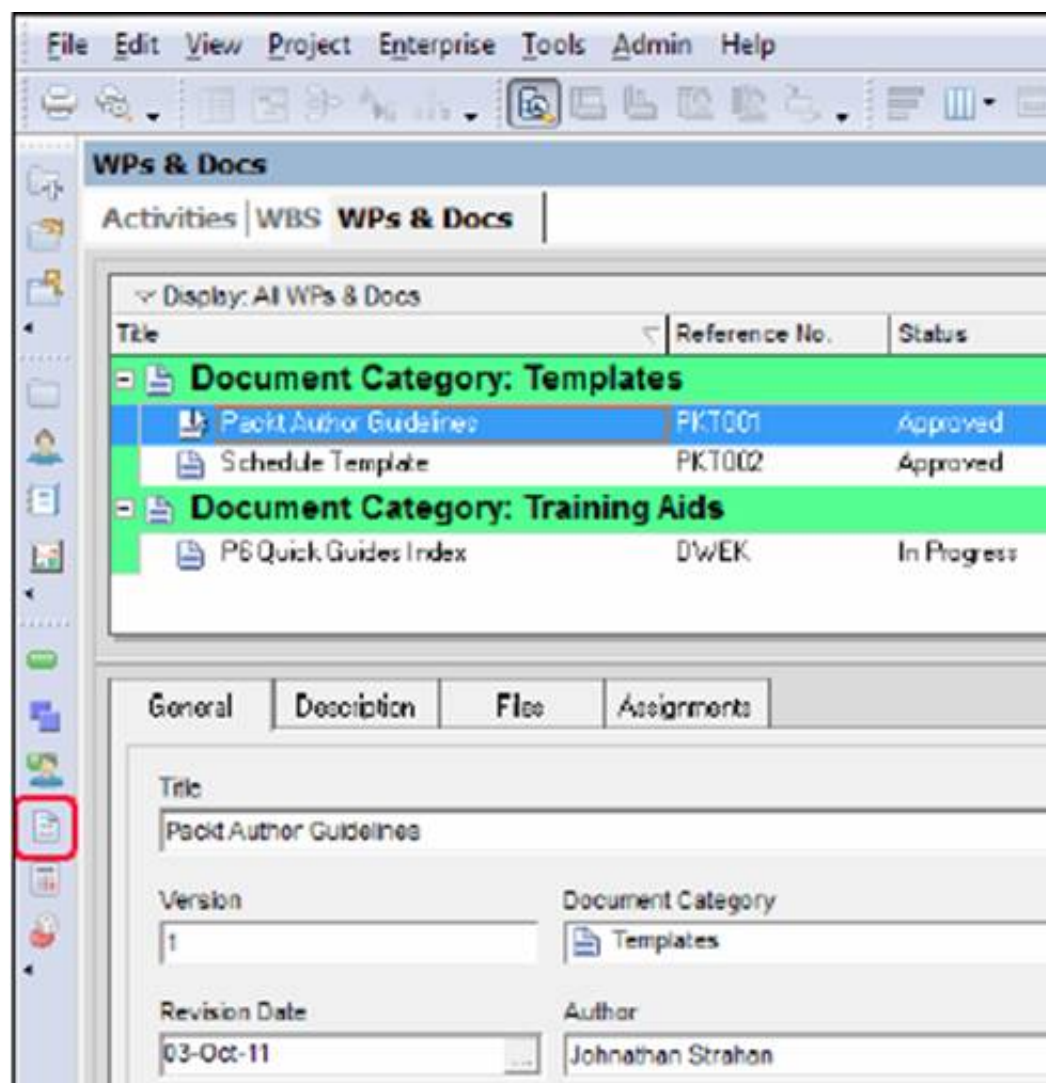 File Edit View Project Enterprise Tools Admin Help
WPs & Docs
Activities WBS WPs & Docs
Display: All WPs & Docs
Title Reference No. Status
Document Category: Templates
Packt Author Guidelines PKT001 Approved
Schedule Template PKT002 Approved
Document Category: Training Aids
P6 Quick Guides Index DWEK In Progress
General Description Files Assignments
Title
Packt Author Guidelines
Version Document Category
1 Templates
Revision Date Author
03-Oct-11 ... Johnathan Strahan